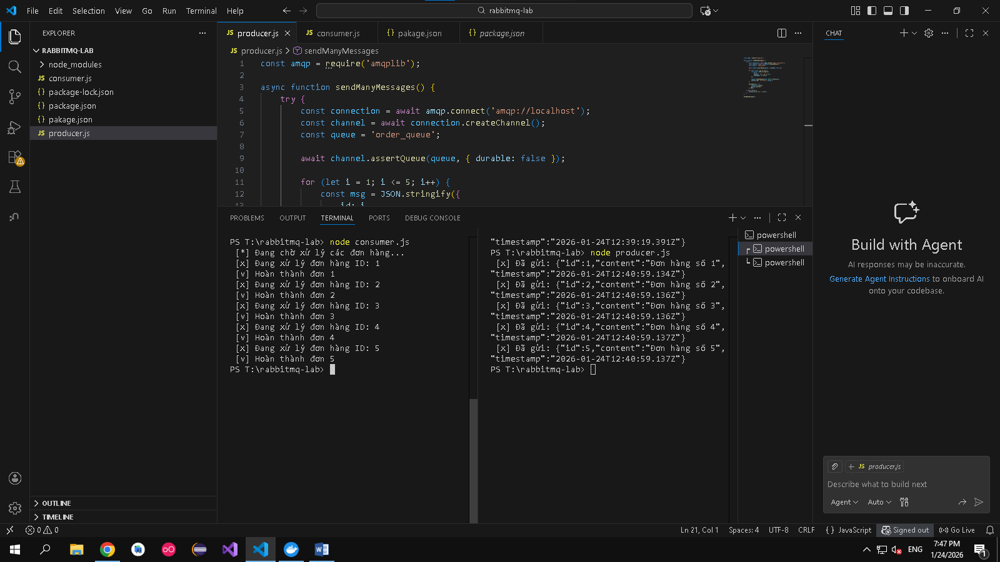 File Edit Selection View Go Run Terminal Help
rabbitmq-lab
EXPLORER
RABBITMQ-LAB
node_modules
JS consumer.js
{} package-lock.json
{} package.json
{} pakage.json
JS producer.js
OUTLINE
TIMELINE
JS producer.js
JS consumer.js
{} pakage.json
{} package.json
JS producer.js > sendManyMessages
1 const amqp = require('amqplib');
2
3 async function sendManyMessages() {
4 try {
5 const connection = await amqp.connect('amqp://localhost');
6 const channel = await connection.createChannel();
7 const queue = 'order_queue';
8
9 await channel.assertQueue(queue, { durable: false });
10
11 for (let i = 1; i <= 5; i++) {
12 const msg = JSON.stringify({
13 id: i
PROBLEMS OUTPUT TERMINAL PORTS DEBUG CONSOLE
PS T:\rabbitmq-lab> node consumer.js
[*] Đang chờ xử lý các đơn hàng...
[x] Đang xử lý đơn hàng ID: 1
[v] Hoàn thành đơn 1
[x] Đang xử lý đơn hàng ID: 2
[v] Hoàn thành đơn 2
[x] Đang xử lý đơn hàng ID: 3
[v] Hoàn thành đơn 3
[x] Đang xử lý đơn hàng ID: 4
[v] Hoàn thành đơn 4
[x] Đang xử lý đơn hàng ID: 5
[v] Hoàn thành đơn 5
PS T:\rabbitmq-lab>
"timestamp":"2026-01-24T12:39:19.391Z"}
PS T:\rabbitmq-lab> node producer.js
[x] Đã gửi: {"id":1,"content":"Đơn hàng số 1",
"timestamp":"2026-01-24T12:40:59.134Z"}
[x] Đã gửi: {"id":2,"content":"Đơn hàng số 2",
"timestamp":"2026-01-24T12:40:59.136Z"}
[x] Đã gửi: {"id":3,"content":"Đơn hàng số 3",
"timestamp":"2026-01-24T12:40:59.136Z"}
[x] Đã gửi: {"id":4,"content":"Đơn hàng số 4",
"timestamp":"2026-01-24T12:40:59.137Z"}
[x] Đã gửi: {"id":5,"content":"Đơn hàng số 5",
"timestamp":"2026-01-24T12:40:59.137Z"}
PS T:\rabbitmq-lab>
powershell
powershell
powershell
CHAT
Build with Agent
AI responses may be inaccurate.
Generate Agent Instructions to onboard AI
onto your codebase.
JS producer.js
Describe what to build next
Agent Auto
0 0
Ln 21, Col 1 Spaces: 4 UTF-8 CRLF {} JavaScript Signed out Go Live
ENG
7:47 PM
1/24/2026
1